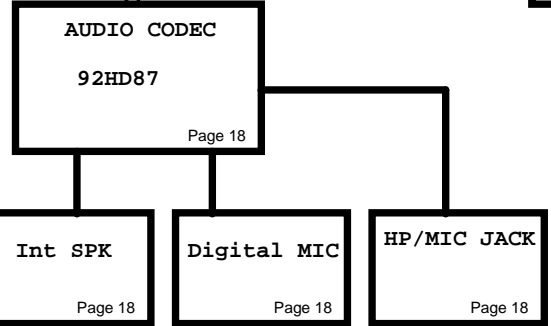 AUDIO CODEC
92HD87
Page 18
Int SPK
Page 18
Digital MIC
Page 18
HP/MIC JACK
Page 18